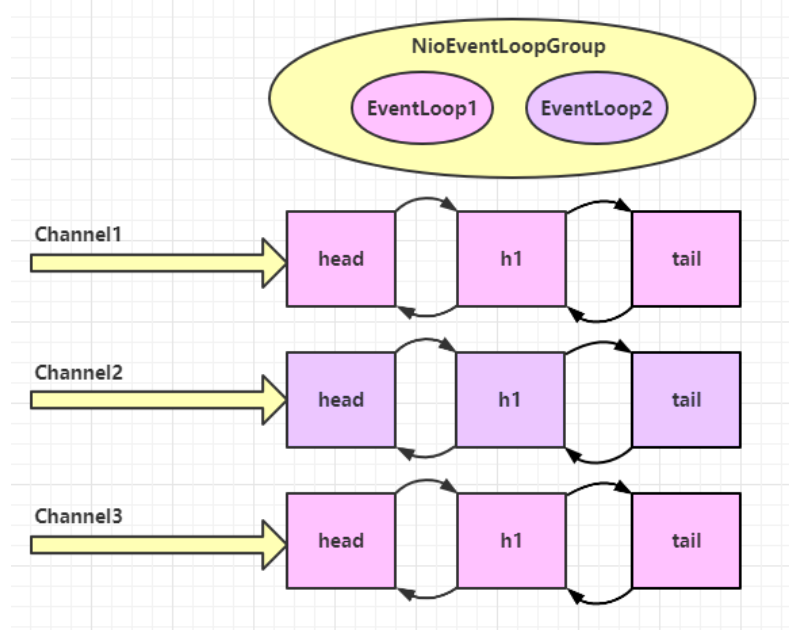 NioEventLoopGroup
EventLoop1 EventLoop2
Channel1
head h1 tail
Channel2
head h1 tail
Channel3
head h1 tail